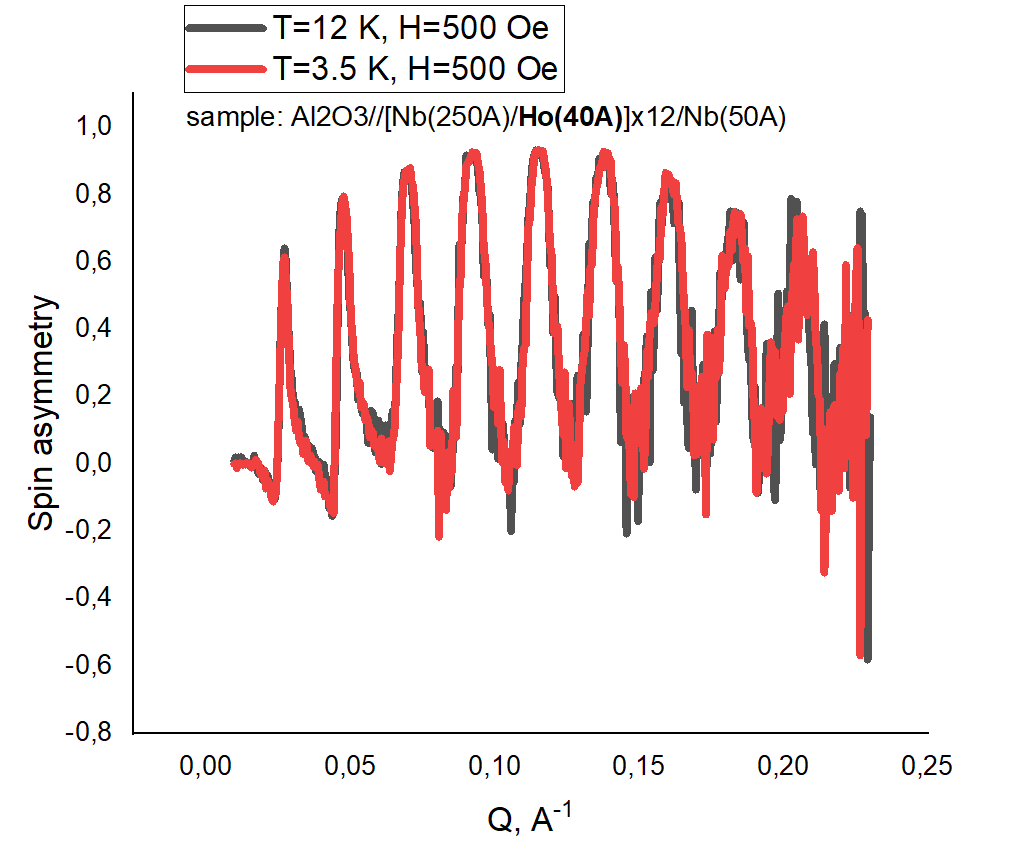 T=12 K, H=500 Oe
T=3.5 K, H=500 Oe
sample: Al2O3//[Nb(250A)/Ho(40A)]x12/Nb(50A)
1,0
0,8
0,6
0,4
0,2
0,0
-0,2
-0,4
-0,6
-0,8
Spin asymmetry
0,00 0,05 0,10 0,15 0,20 0,25
Q, A-1